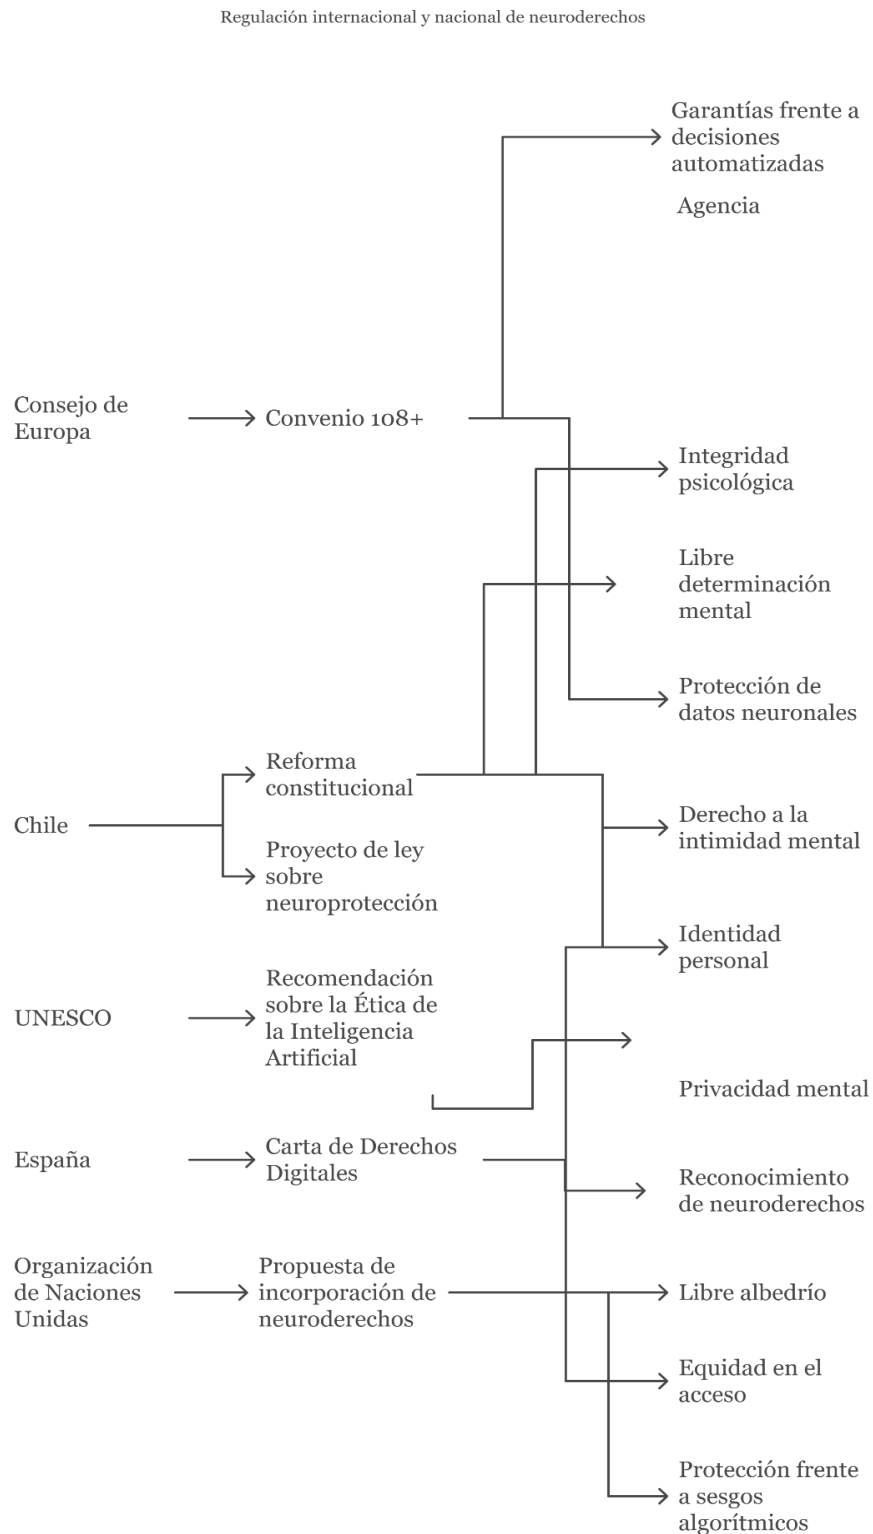 Regulación internacional y nacional de neuroderechos
Garantías frente a
decisiones
automatizadas
Agencia
Consejo de
Europa
Convenio 108+
Integridad
psicológica
Libre
determinación
mental
Protección de
datos neuronales
Reforma
constitucional
Chile
Derecho a la
intimidad mental
Proyecto de ley
sobre
neuroprotección
Identidad
personal
UNESCO
Recomendación
sobre la Ética de
la Inteligencia
Artificial
Privacidad mental
España
Carta de Derechos
Digitales
Reconocimiento
de neuroderechos
Organización
de Naciones
Unidas
Propuesta de
incorporación de
neuroderechos
Libre albedrío
Equidad en el
acceso
Protección frente
a sesgos
algorítmicos